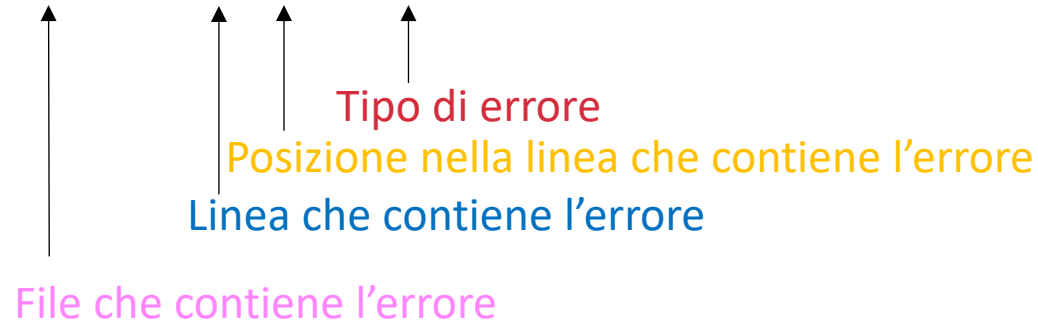 Tipo di errore
Posizione nella linea che contiene l’errore
Linea che contiene l’errore
File che contiene l’errore